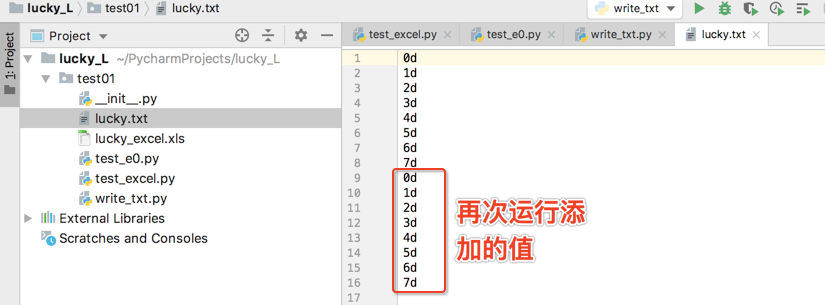 lucky_L
test01
lucky.txt
write_txt
1: Project
Project
lucky_L ~/PycharmProjects/lucky_L
test01
__init__.py
lucky.txt
lucky_excel.xls
test_e0.py
test_excel.py
write_txt.py
External Libraries
Scratches and Consoles
test_excel.py
test_e0.py
write_txt.py
lucky.txt
1 0d
2 1d
3 2d
4 3d
5 4d
6 5d
7 6d
8 7d
9 0d
10 1d
11 2d
12 3d
13 4d
14 5d
15 6d
16 7d
17
再次运行添
加的值